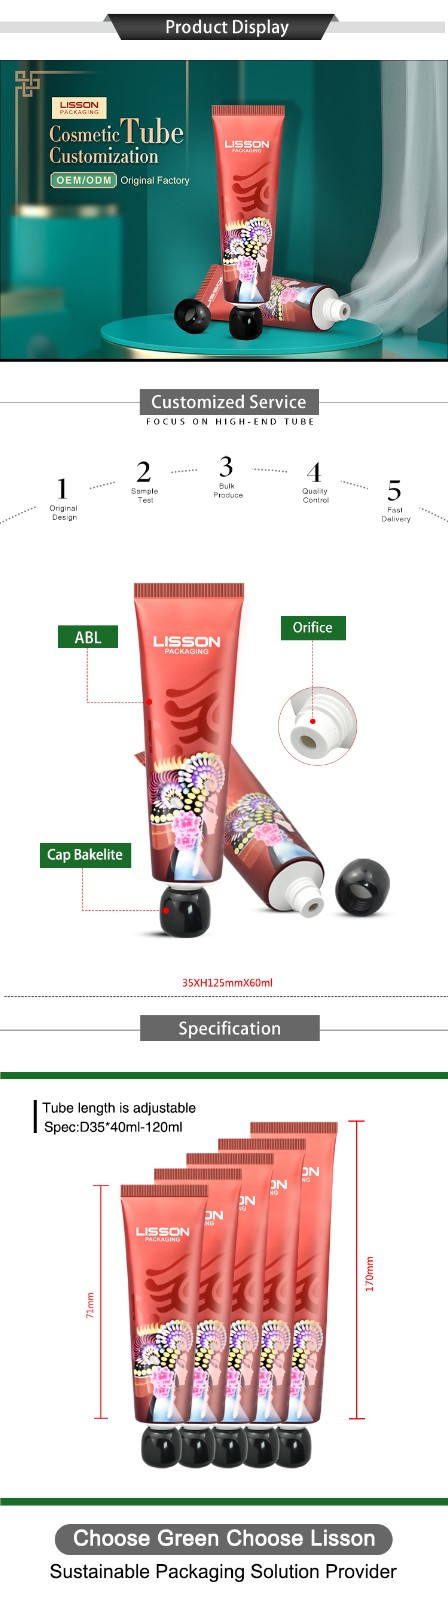 Product Display
LISSON
PACKAGING
Cosmetic Tube
Customization
OEM/ODM Original Factory
LISSON
PACKAGING
Customized Service
FOCUS ON HIGH-END TUBE
1
Original
Design
2
Sample
Test
3
Bulk
Produce
4
Quality
Control
5
Fast
Delivery
ABL
LISSON
PACKAGING
Orifice
Cap Bakelite
35XH125mmX60ml
Specification
Tube length is adjustable
Spec:D35*40ml-120ml
LISSON
PACKAGING
71mm
170mm
Choose Green Choose Lisson
Sustainable Packaging Solution Provider